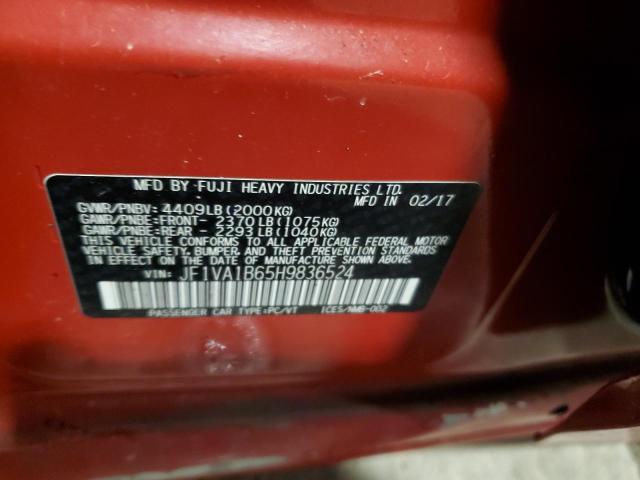 MFD BY FUJI HEAVY INDUSTRIES LTD.
MFD IN 02/17
GVWR/PNBV: 4409LB(2000KG)
GAWR/PNBE:FRONT- 2370LB(1075KG)
GAWR/PNBE:REAR - 2293LB(1040KG)
THIS VEHICLE CONFORMS TO ALL APPLICABLE FEDERAL MOTOR
VEHICLE SAFETY, BUMPER, AND THEFT PREVENTION STANDARDS
IN EFFECT ON THE DATE OF MANUFACTURE SHOWN ABOVE.
VIN: JF1VA1B65H9836524
PASSENGER CAR TYPE:PC/VT ICES/NMB-002